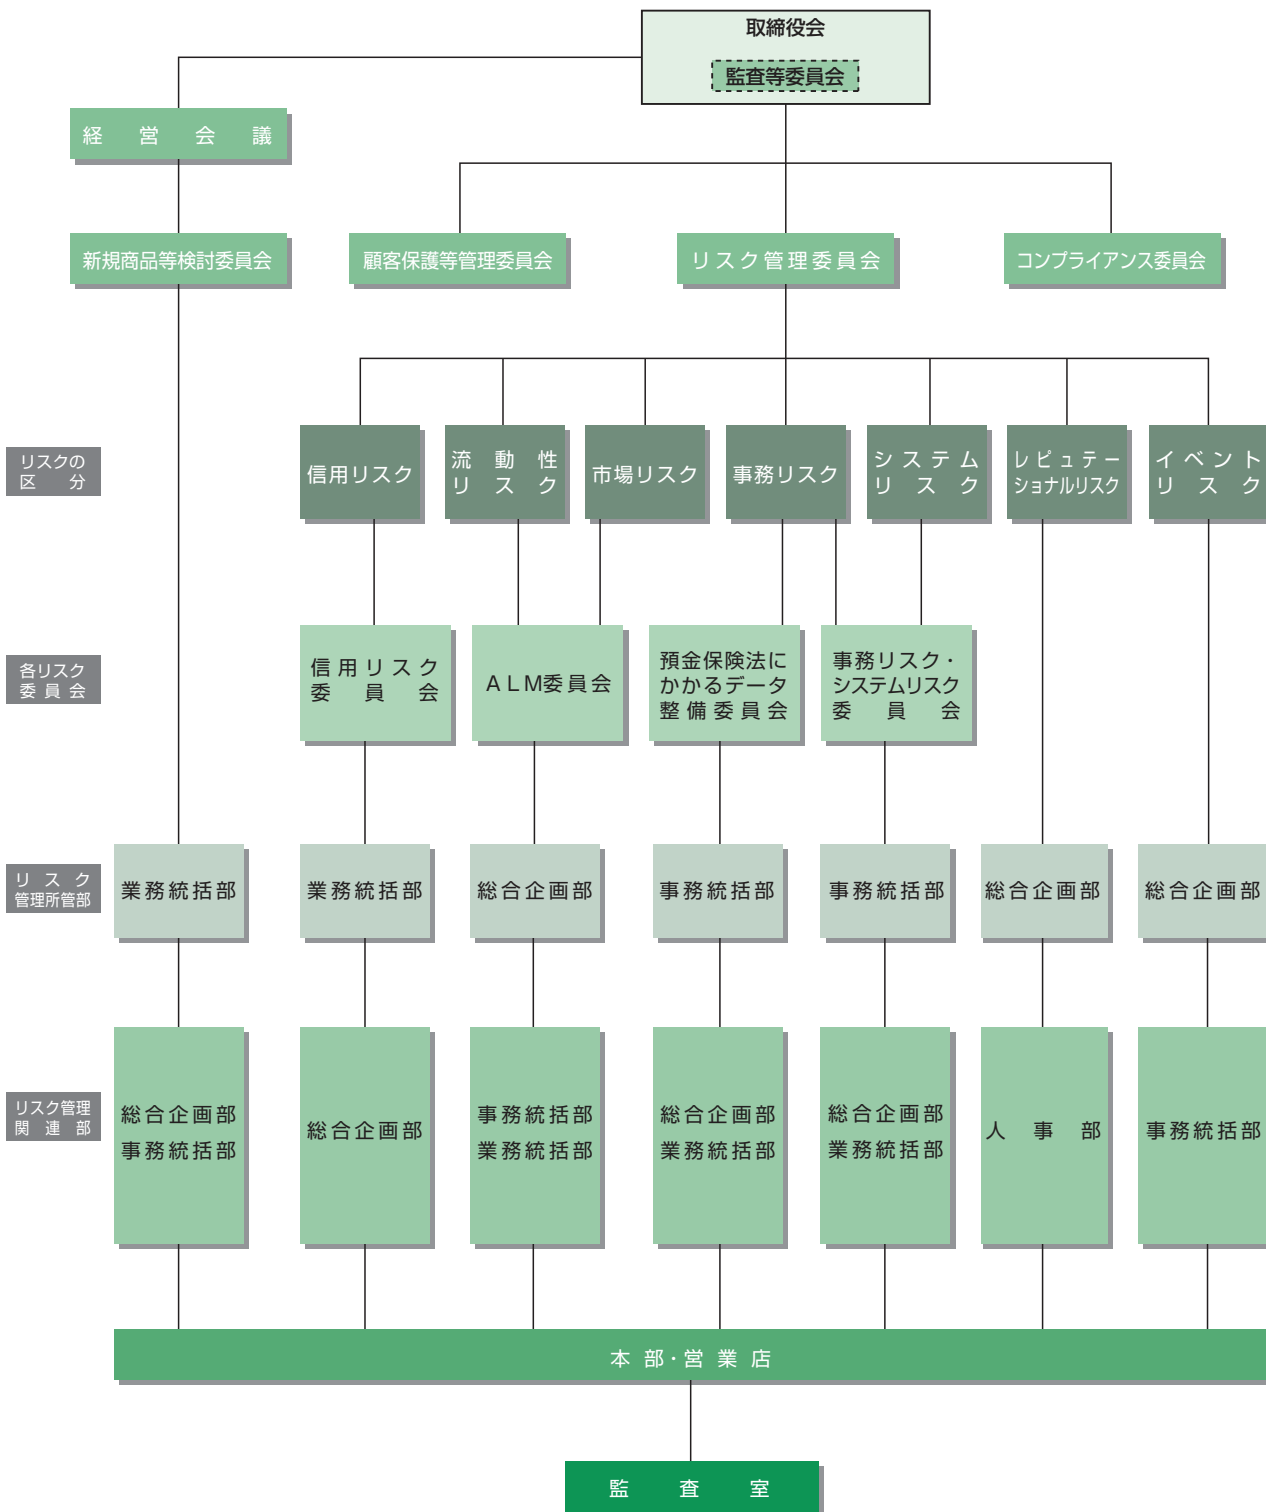 取締役会
監査等委員会
経営会議
新規商品等検討委員会
顧客保護等管理委員会
リスク管理委員会
コンプライアンス委員会
リスクの
区分
信用リスク
流動性
リスク
市場リスク
事務リスク
システム
リスク
レピュテー
ショナルリスク
イベント
リスク
各リスク
委員会
信用リスク
委員会
ALM委員会
預金保険法に
かかるデータ
整備委員会
事務リスク・
システムリスク
委員会
リスク
管理所管部
業務統括部
業務統括部
総合企画部
事務統括部
事務統括部
総合企画部
総合企画部
リスク管理
関連部
総合企画部
事務統括部
総合企画部
事務統括部
業務統括部
総合企画部
業務統括部
総合企画部
業務統括部
人事部
事務統括部
本部・営業店
監査室